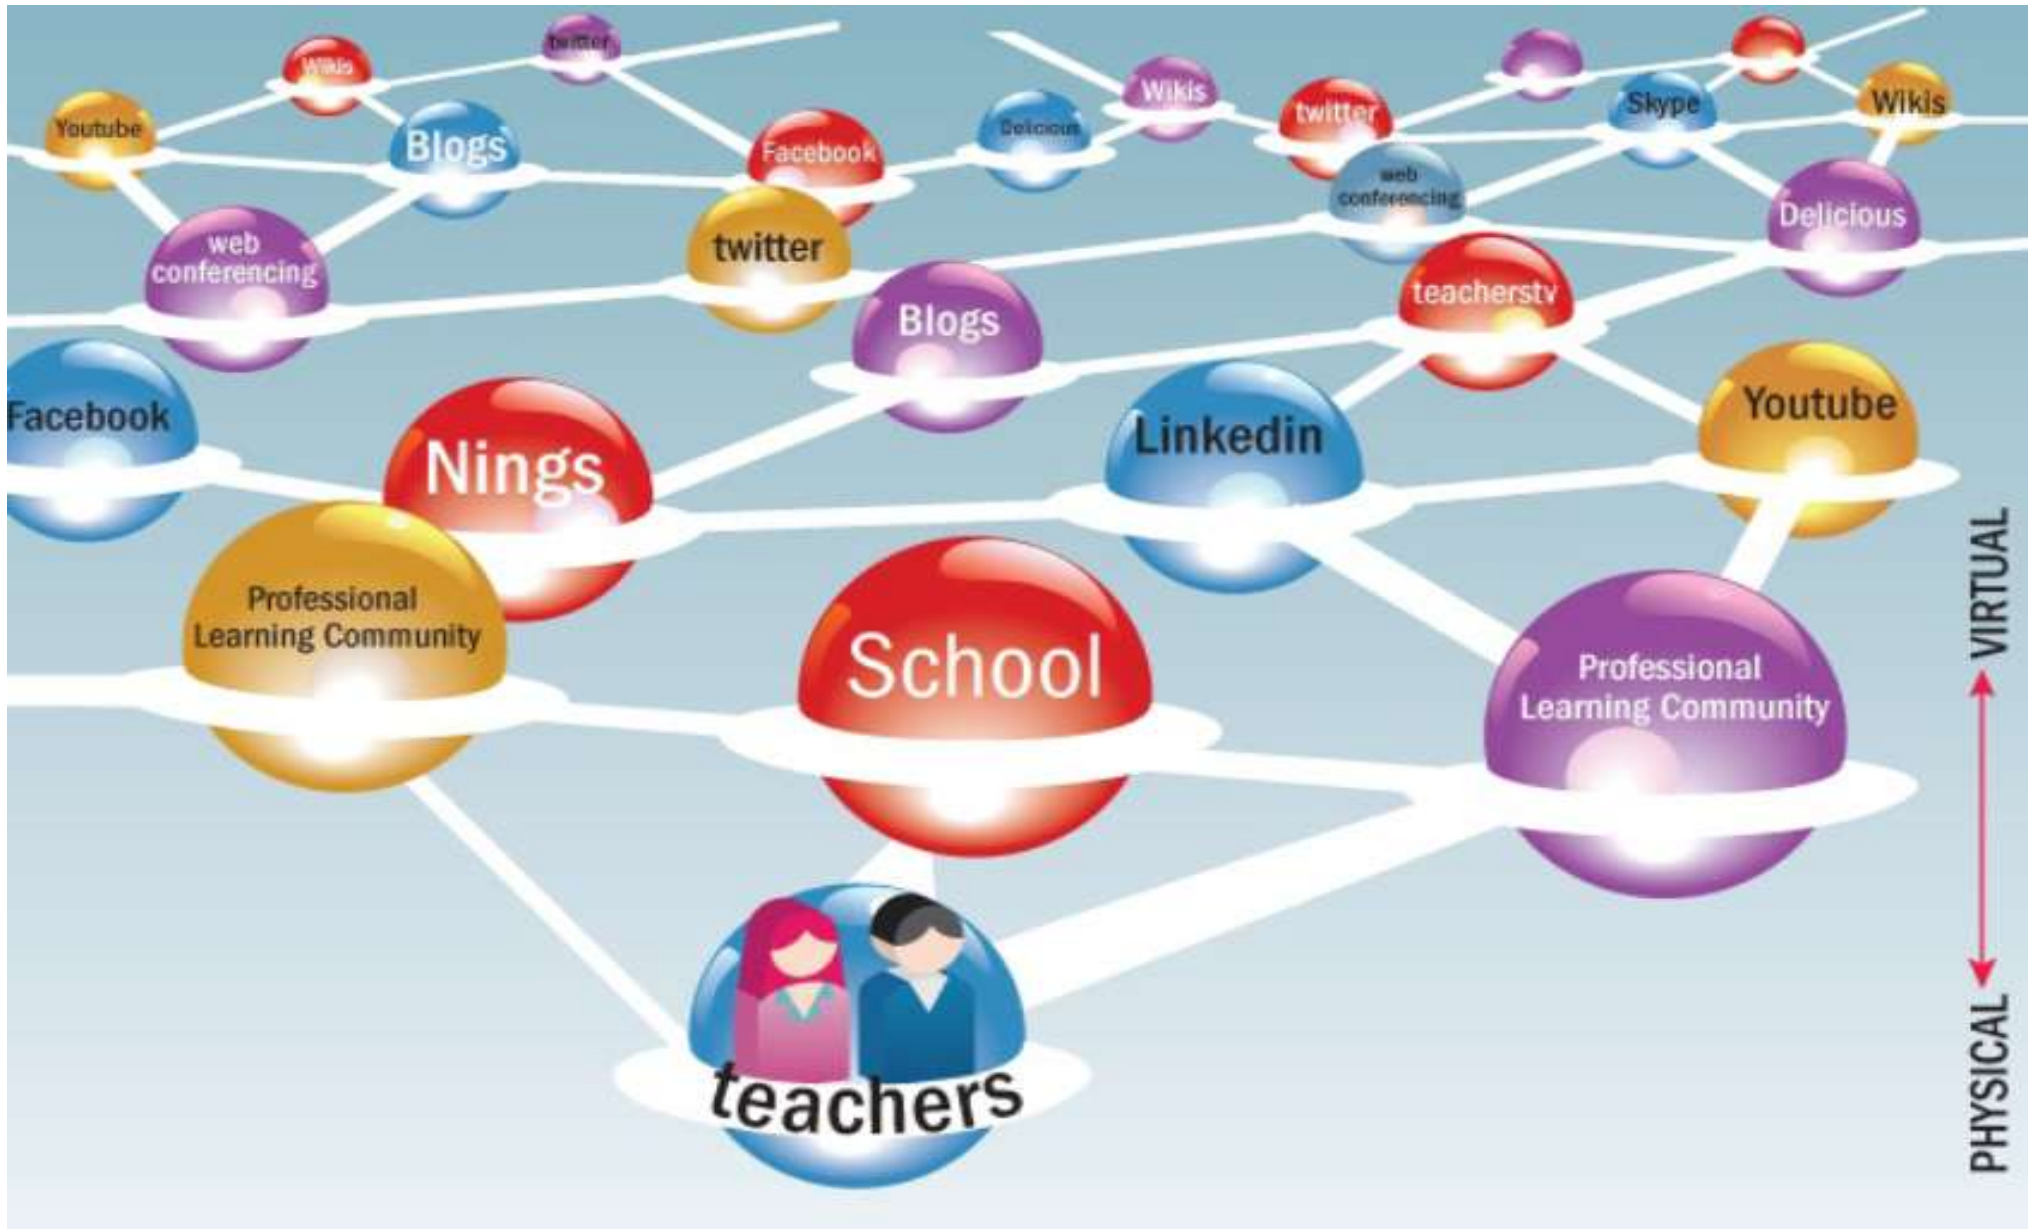 twitter
Wikis
Youtube
Blogs
Facebook
Delicious
Wikis
twitter
Skype
Wikis
web
conferencing
Delicious
web
conferencing
twitter
Blogs
teacherstv
Facebook
Nings
Linkedin
Youtube
Professional
Learning Community
School
Professional
Learning Community
VIRTUAL
PHYSICAL
teachers